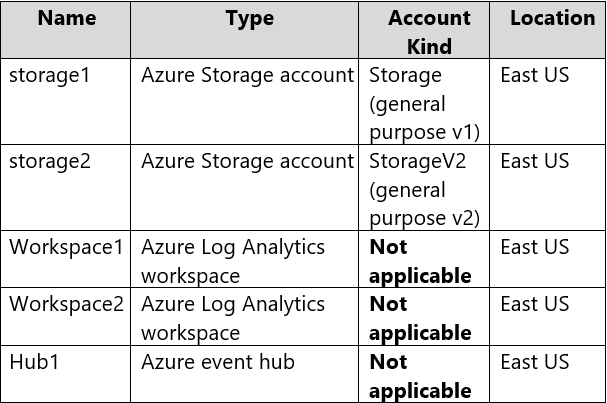 Name Type Account Location
Kind
storage1 Azure Storage account Storage East US
(general
purpose v1)
storage2 Azure Storage account StorageV2 East US
(general
purpose v2)
Workspace1 Azure Log Analytics Not East US
workspace applicable
Workspace2 Azure Log Analytics Not East US
workspace applicable
Hub1 Azure event hub Not East US
applicable